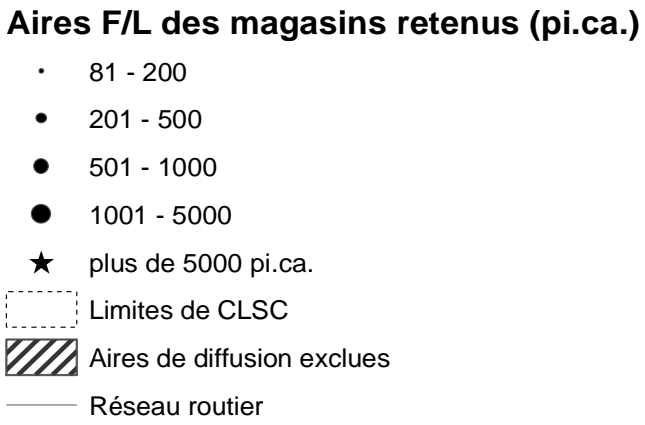 Aires F/L des magasins retenus (pi.ca.)
81 - 200
201 - 500
501 - 1000
1001 - 5000
plus de 5000 pi.ca.
Limites de CLSC
Aires de diffusion exclues
Réseau routier